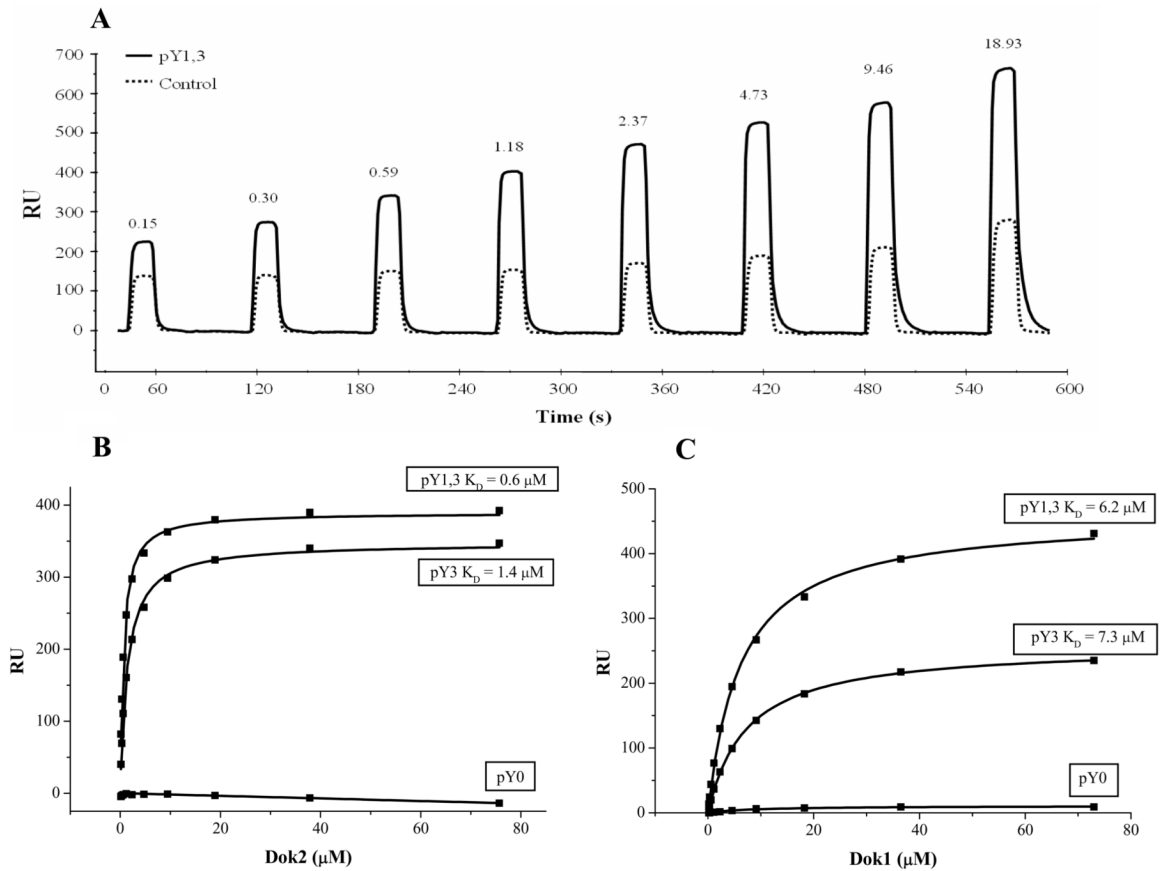 A
700
600
500
400
300
200
100
0
RU
pY1,3
Control
0.15
0.30
0.59
1.18
2.37
4.73
9.46
18.93
0 60 120 180 240 300 360 420 480 540 600
Time (s)
B
400
300
200
100
0
RU
pY1,3 KD = 0.6 μM
pY3 KD = 1.4 μM
pY0
0 20 40 60 80
Dok2 (μM)
C
500
400
300
200
100
0
RU
pY1,3 KD = 6.2 μM
pY3 KD = 7.3 μM
pY0
0 20 40 60 80
Dok1 (μM)